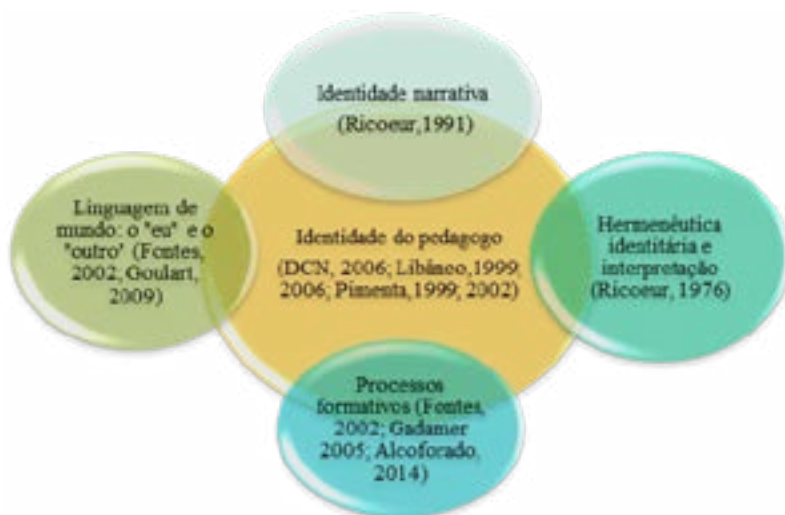 Identidade narrativa
(Ricoeur,1991)
Linguagem de
mundo: o "eu" e o
"outro" (Fontes,
2002, Goulart,
2009)
Identidade do pedagogo
(DCN, 2006; Libâneo,1999;
2006; Pimenta,1999; 2002)
Hermenêutica
identitária e
interpretação
(Ricoeur, 1976)
Processos
formativos (Fontes,
2002; Gadamer
2005; Alcoforado,
2014)